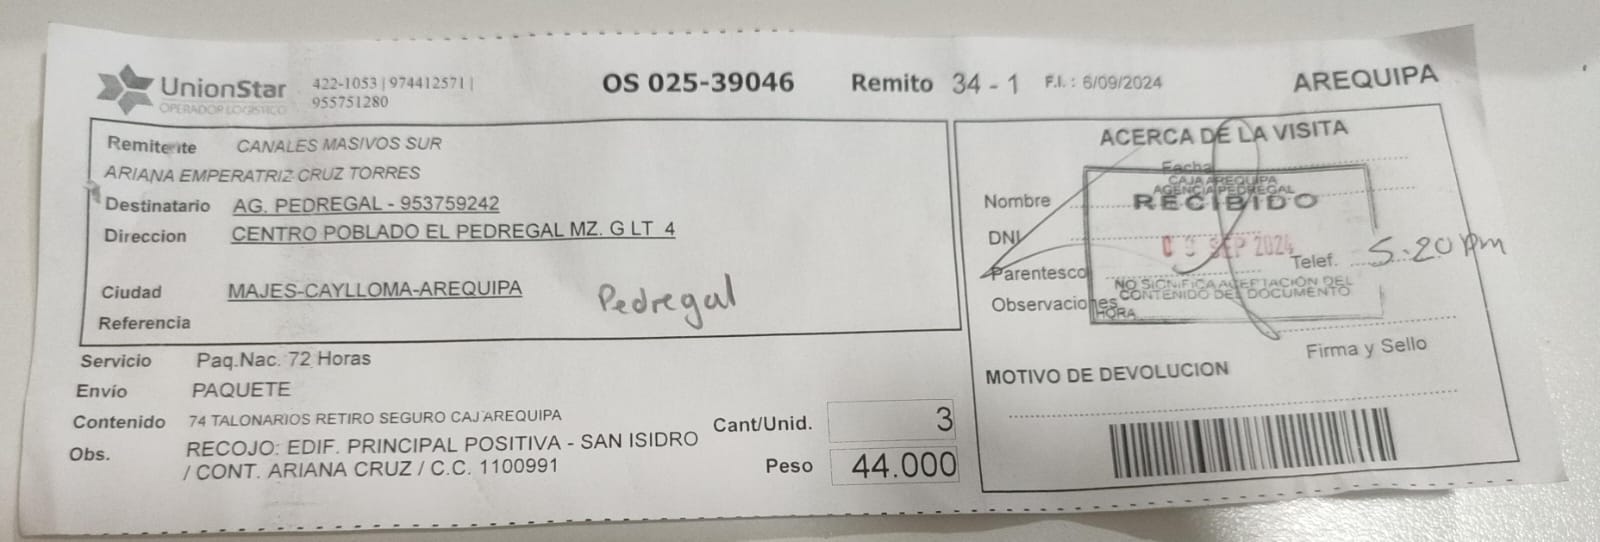 UnionStar
OPERADOR LOGISTICO
422-1053 | 974412571 |
955751280
OS 025-39046
Remito 34 - 1
F.I. : 6/09/2024
AREQUIPA
Remitente CANALES MASIVOS SUR
ARIANA EMPERATRIZ CRUZ TORRES
Destinatario AG. PEDREGAL - 953759242
Direccion CENTRO POBLADO EL PEDREGAL MZ. G LT 4
Ciudad MAJES-CAYLLOMA-AREQUIPA
Pedregal
Referencia
Servicio Paq.Nac. 72 Horas
Envío PAQUETE
Contenido 74 TALONARIOS RETIRO SEGURO CAJ AREQUIPA
Obs. RECOJO: EDIF. PRINCIPAL POSITIVA - SAN ISIDRO
/ CONT. ARIANA CRUZ / C.C. 1100991
Cant/Unid. 3
Peso 44.000
ACERCA DE LA VISITA
Fecha
Nombre
DNI
Parentesco
Observaciones
Telef.
5:20 pm
CAJA AREQUIPA
AGENCIA PEDREGAL
RECIBIDO
SEP 2024
NO SIGNIFICA ACEPTACIÓN DEL
CONTENIDO DEL DOCUMENTO
HORA
Firma y Sello
MOTIVO DE DEVOLUCION